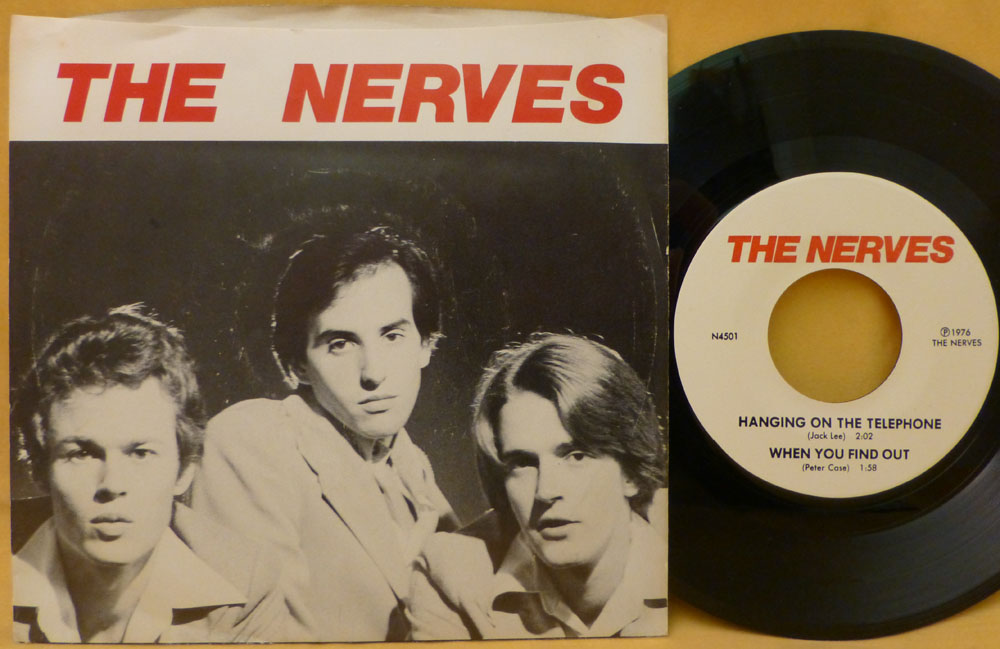 THE NERVES
THE NERVES
N4501
℗1976
THE NERVES
HANGING ON THE TELEPHONE
(Jack Lee) 2:02
WHEN YOU FIND OUT
(Peter Case) 1:58